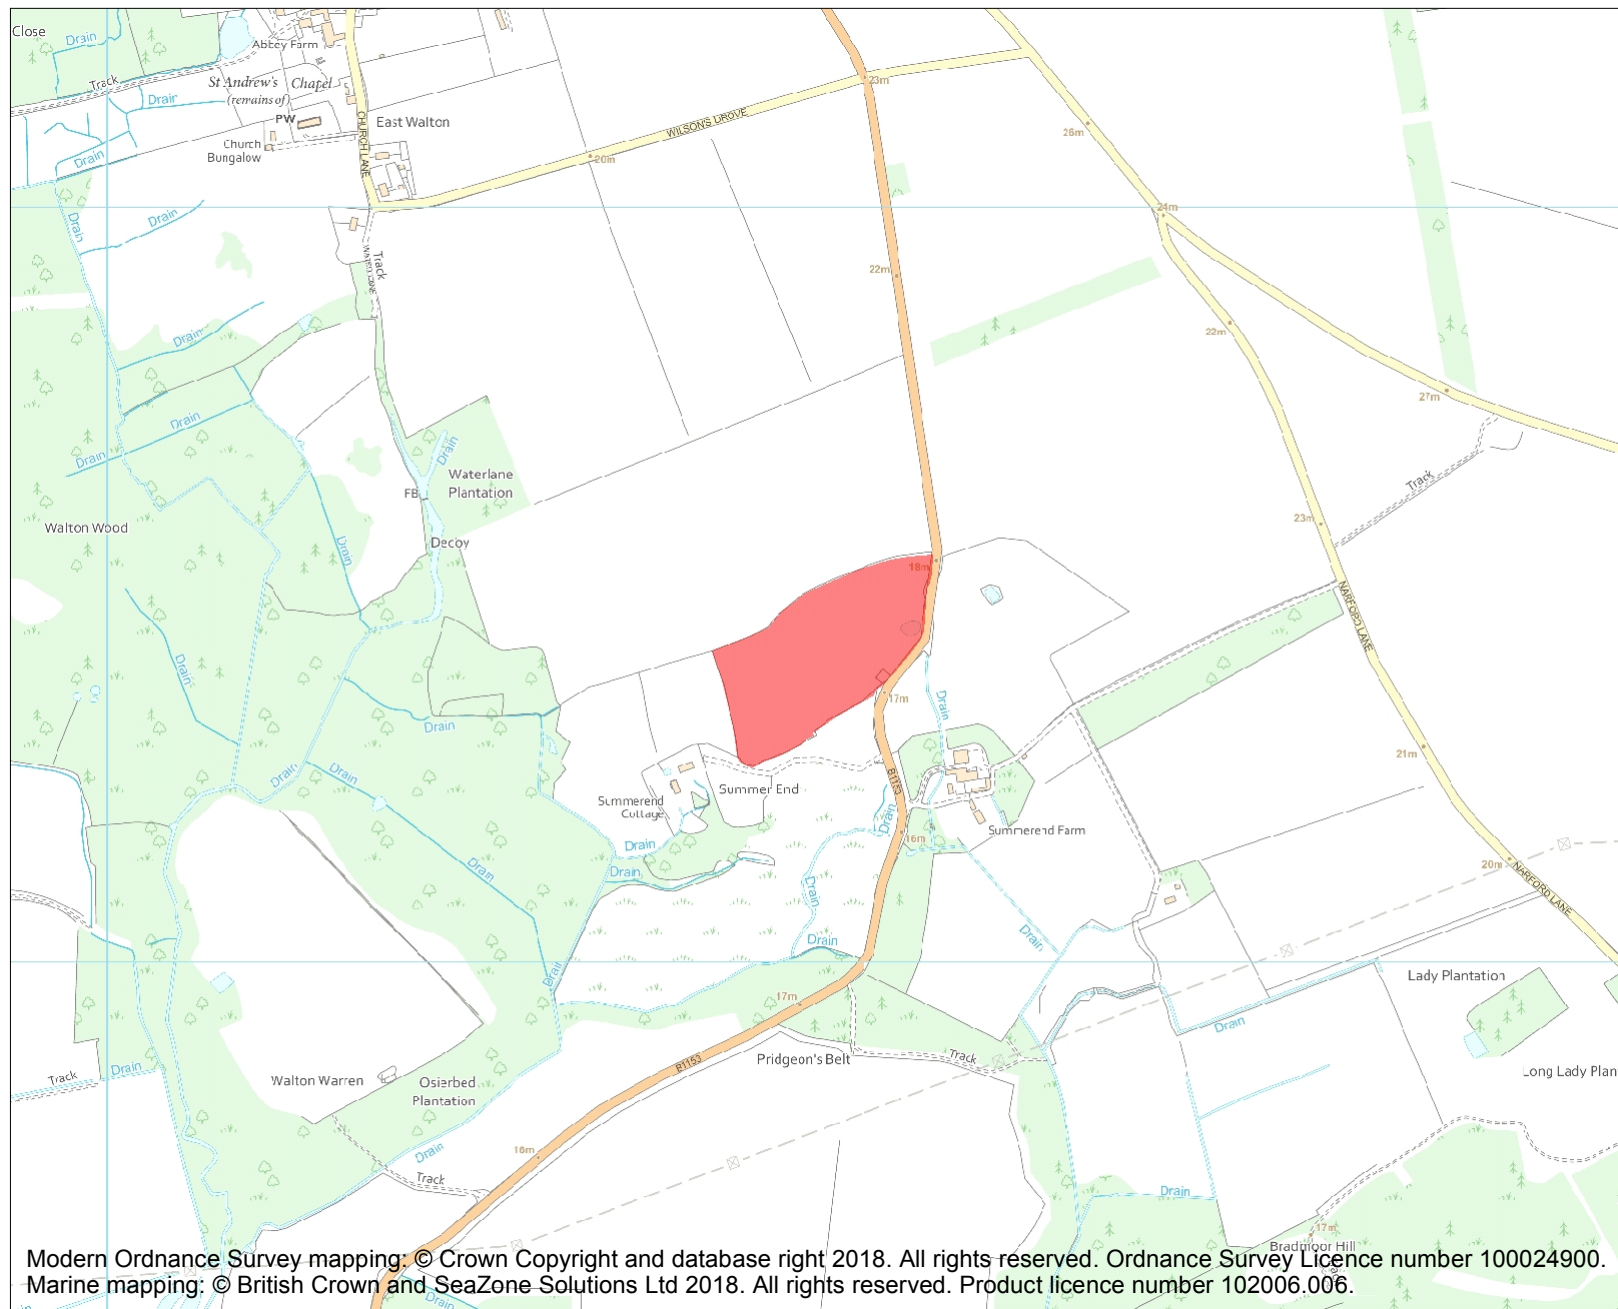 Close
Drain
Abbey Farm
Track
St Andrew's Chapel
(remains of)
Drain
PW
East Walton
CHURCH LANE
WILSON'S DROVE
23m
26m
Church
Bungalow
Drain
20m
Drain
Drain
24m
Track
22m
Drain
22m
27m
Drain
Drain
Drain
Waterlane
Plantation
FB
Track
Walton Wood
Decoy
Drain
23m
18m
NARFORD LANE
Drain
17m
Drain
Drain
21m
Drain
Drain
B1153
Summer End
Summerend
Cottage
Drain
Summerend Farm
16m
Drain
Drain
Drain
20m
NARFORD LANE
Drain
Drain
Drain
Drain
Lady Plantation
17m
Drain
Pridgeon's Belt
Track
B1153
Drain
Track
Walton Warren
Osierbed
Plantation
Long Lady Plan
16m
Drain
Track
Drain
17m
Bradmoor Hill
Track
Drain
Modern Ordnance Survey mapping: © Crown Copyright and database right 2018. All rights reserved. Ordnance Survey Licence number 100024900.
Marine mapping: © British Crown and SeaZone Solutions Ltd 2018. All rights reserved. Product licence number 102006.006.